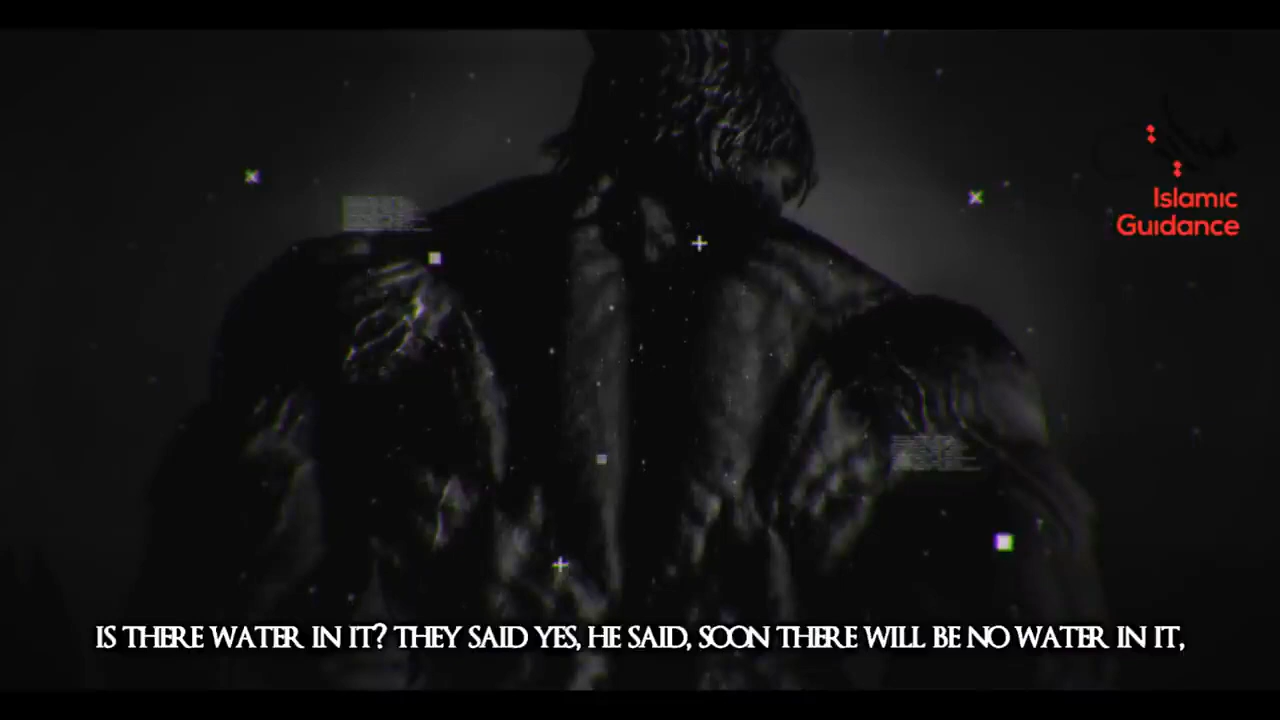 Islamic
Guidance
IS THERE WATER IN IT? THEY SAID YES, HE SAID, SOON THERE WILL BE NO WATER IN IT,